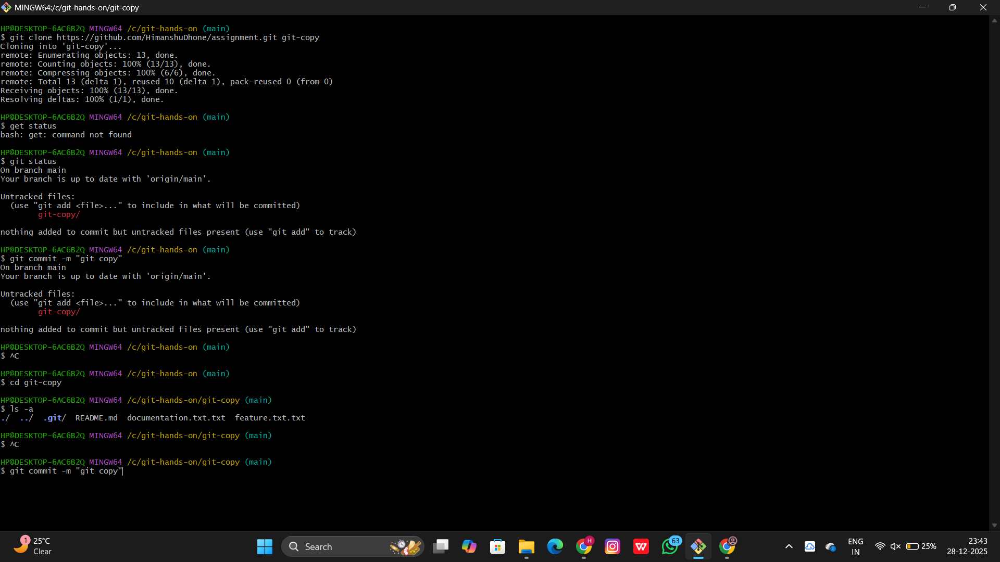 MINGW64:/c/git-hands-on/git-copy
HP@DESKTOP-6AC6B2Q MINGW64 /c/git-hands-on (main)
$ git clone https://github.com/HimanshuDhone/assignment.git git-copy
Cloning into 'git-copy'...
remote: Enumerating objects: 13, done.
remote: Counting objects: 100% (13/13), done.
remote: Compressing objects: 100% (6/6), done.
remote: Total 13 (delta 1), reused 10 (delta 1), pack-reused 0 (from 0)
Receiving objects: 100% (13/13), done.
Resolving deltas: 100% (1/1), done.
HP@DESKTOP-6AC6B2Q MINGW64 /c/git-hands-on (main)
$ get status
bash: get: command not found
HP@DESKTOP-6AC6B2Q MINGW64 /c/git-hands-on (main)
$ git status
On branch main
Your branch is up to date with 'origin/main'.
Untracked files:
  (use "git add <file>..." to include in what will be committed)
        git-copy/
nothing added to commit but untracked files present (use "git add" to track)
HP@DESKTOP-6AC6B2Q MINGW64 /c/git-hands-on (main)
$ git commit -m "git copy"
On branch main
Your branch is up to date with 'origin/main'.
Untracked files:
  (use "git add <file>..." to include in what will be committed)
        git-copy/
nothing added to commit but untracked files present (use "git add" to track)
HP@DESKTOP-6AC6B2Q MINGW64 /c/git-hands-on (main)
$ ^C
HP@DESKTOP-6AC6B2Q MINGW64 /c/git-hands-on (main)
$ cd git-copy
HP@DESKTOP-6AC6B2Q MINGW64 /c/git-hands-on/git-copy (main)
$ ls -a
./  ../  .git/  README.md  documentation.txt.txt  feature.txt.txt
HP@DESKTOP-6AC6B2Q MINGW64 /c/git-hands-on/git-copy (main)
$ ^C
HP@DESKTOP-6AC6B2Q MINGW64 /c/git-hands-on/git-copy (main)
$ git commit -m "git copy"
1
25°C
Clear
Search
H
W
63
ENG
IN
25%
23:43
28-12-2025